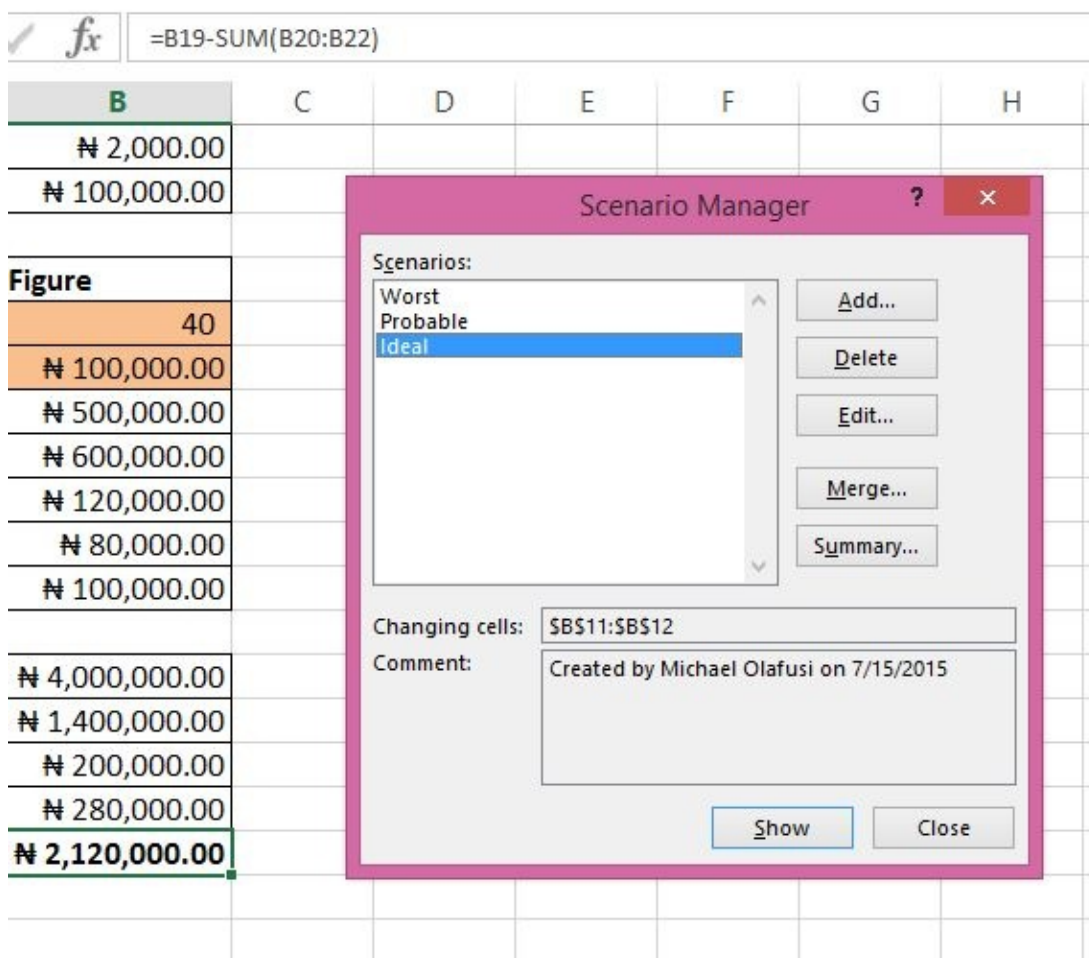 fx =B19-SUM(B20:B22)
B C D E F G H
₦ 2,000.00
₦ 100,000.00
Figure
40
₦ 100,000.00
₦ 500,000.00
₦ 600,000.00
₦ 120,000.00
₦ 80,000.00
₦ 100,000.00
₦ 4,000,000.00
₦ 1,400,000.00
₦ 200,000.00
₦ 280,000.00
₦ 2,120,000.00
Scenario Manager ? ×
Scenarios:
Worst
Probable
Ideal
Add...
Delete
Edit...
Merge...
Summary...
Changing cells: $B$11:$B$12
Comment: Created by Michael Olafusi on 7/15/2015
Show Close